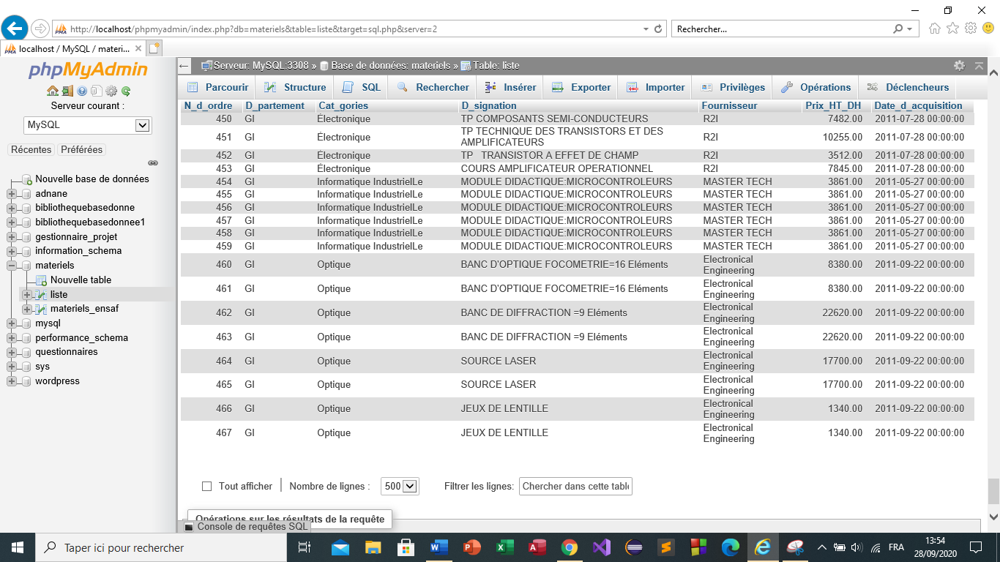 http://localhost/phpmyadmin/index.php?db=materiels&table=liste&target=sql.php&server=2
Rechercher...
localhost / MySQL / materi...
phpMyAdmin
Serveur courant :
MySQL
Récentes Préférées
Nouvelle base de données
adnane
bibliothequebasedonne
bibliothequebasedonnee1
gestionnaire_projet
information_schema
materiels
Nouvelle table
liste
materiels_ensaf
mysql
performance_schema
questionnaires
sys
wordpress
Serveur: MySQL:3308 » Base de données: materiels » Table: liste
Parcourir Structure SQL Rechercher Insérer Exporter Importer Privilèges Opérations Déclencheurs
N_d_ordre D_partement Cat_gories D_signation Fournisseur Prix_HT_DH Date_d_acquisition
450 GI Électronique TP COMPOSANTS SEMI-CONDUCTEURS R2I 7482.00 2011-07-28 00:00:00
451 GI Électronique TP TECHNIQUE DES TRANSISTORS ET DES AMPLIFICATEURS R2I 10255.00 2011-07-28 00:00:00
452 GI Électronique TP TRANSISTOR A EFFET DE CHAMP R2I 3512.00 2011-07-28 00:00:00
453 GI Électronique COURS AMPLIFICATEUR OPERATIONNEL R2I 7845.00 2011-07-28 00:00:00
454 GI Informatique IndustrielLe MODULE DIDACTIQUE:MICROCONTROLEURS MASTER TECH 3861.00 2011-05-27 00:00:00
455 GI Informatique IndustrielLe MODULE DIDACTIQUE:MICROCONTROLEURS MASTER TECH 3861.00 2011-05-27 00:00:00
456 GI Informatique IndustrielLe MODULE DIDACTIQUE:MICROCONTROLEURS MASTER TECH 3861.00 2011-05-27 00:00:00
457 GI Informatique IndustrielLe MODULE DIDACTIQUE:MICROCONTROLEURS MASTER TECH 3861.00 2011-05-27 00:00:00
458 GI Informatique IndustrielLe MODULE DIDACTIQUE:MICROCONTROLEURS MASTER TECH 3861.00 2011-05-27 00:00:00
459 GI Informatique IndustrielLe MODULE DIDACTIQUE:MICROCONTROLEURS MASTER TECH 3861.00 2011-05-27 00:00:00
460 GI Optique BANC D'OPTIQUE FOCOMETRIE=16 Eléments Electronical Engineering 8380.00 2011-09-22 00:00:00
461 GI Optique BANC D'OPTIQUE FOCOMETRIE=16 Eléments Electronical Engineering 8380.00 2011-09-22 00:00:00
462 GI Optique BANC DE DIFFRACTION =9 Eléments Electronical Engineering 22620.00 2011-09-22 00:00:00
463 GI Optique BANC DE DIFFRACTION =9 Eléments Electronical Engineering 22620.00 2011-09-22 00:00:00
464 GI Optique SOURCE LASER Electronical Engineering 17700.00 2011-09-22 00:00:00
465 GI Optique SOURCE LASER Electronical Engineering 17700.00 2011-09-22 00:00:00
466 GI Optique JEUX DE LENTILLE Electronical Engineering 1340.00 2011-09-22 00:00:00
467 GI Optique JEUX DE LENTILLE Electronical Engineering 1340.00 2011-09-22 00:00:00
Tout afficher Nombre de lignes : 500 Filtrer les lignes: Chercher dans cette table
Opérations sur les résultats de la requête
Console de requêtes SQL
Taper ici pour rechercher
FRA
13:54
28/09/2020